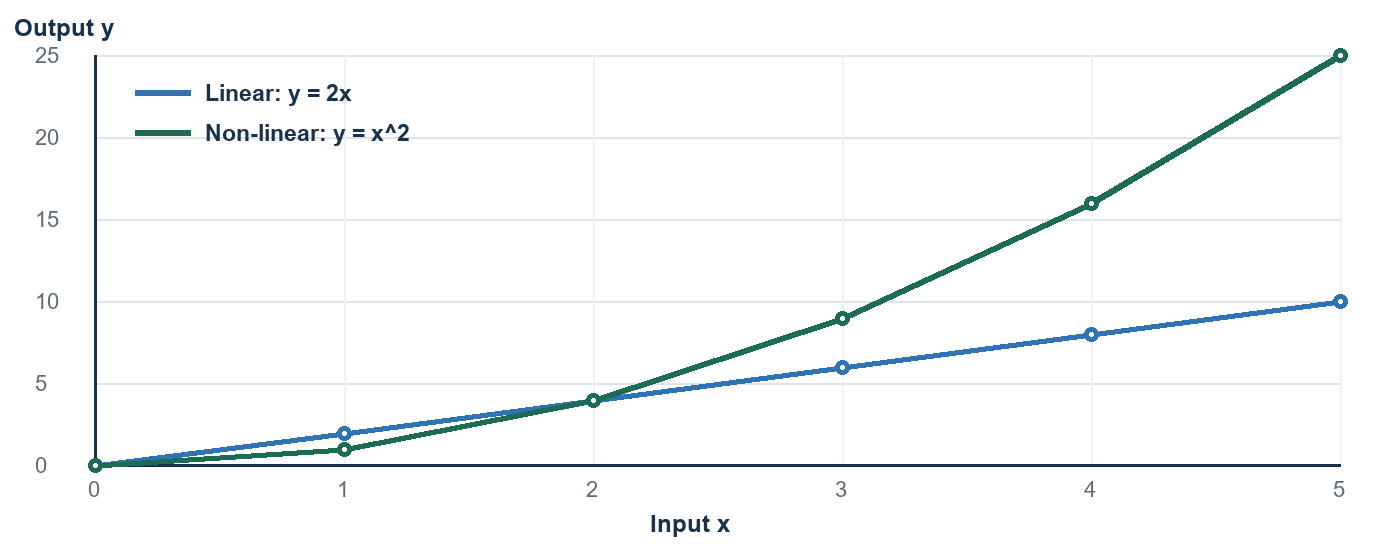 Output y
25
Linear: y = 2x
20
Non-linear: y = x^2
15
10
5
0
0 1 2 3 4 5
Input x